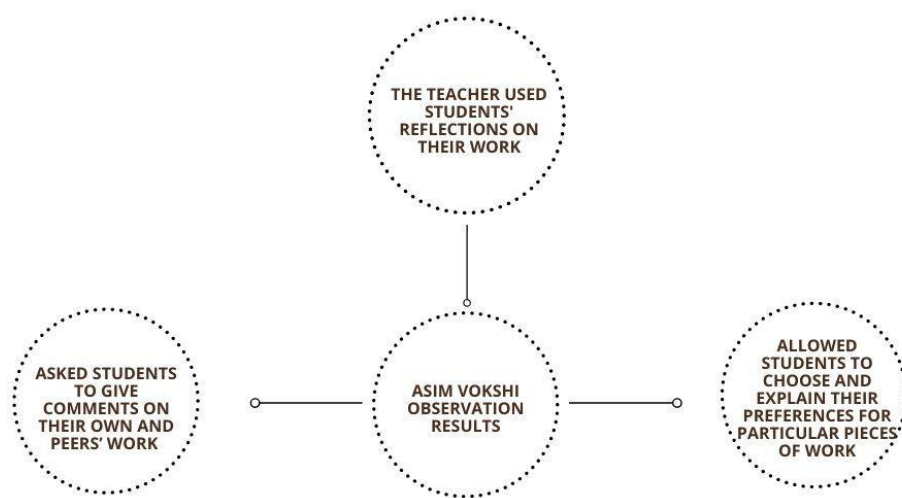 THE TEACHER USED
STUDENTS'
REFLECTIONS ON
THEIR WORK
ASKED STUDENTS
TO GIVE
COMMENTS ON
THEIR OWN AND
PEERS’ WORK
ASIM VOKSHI
OBSERVATION
RESULTS
ALLOWED
STUDENTS TO
CHOOSE AND
EXPLAIN THEIR
PREFERENCES FOR
PARTICULAR PIECES
OF WORK